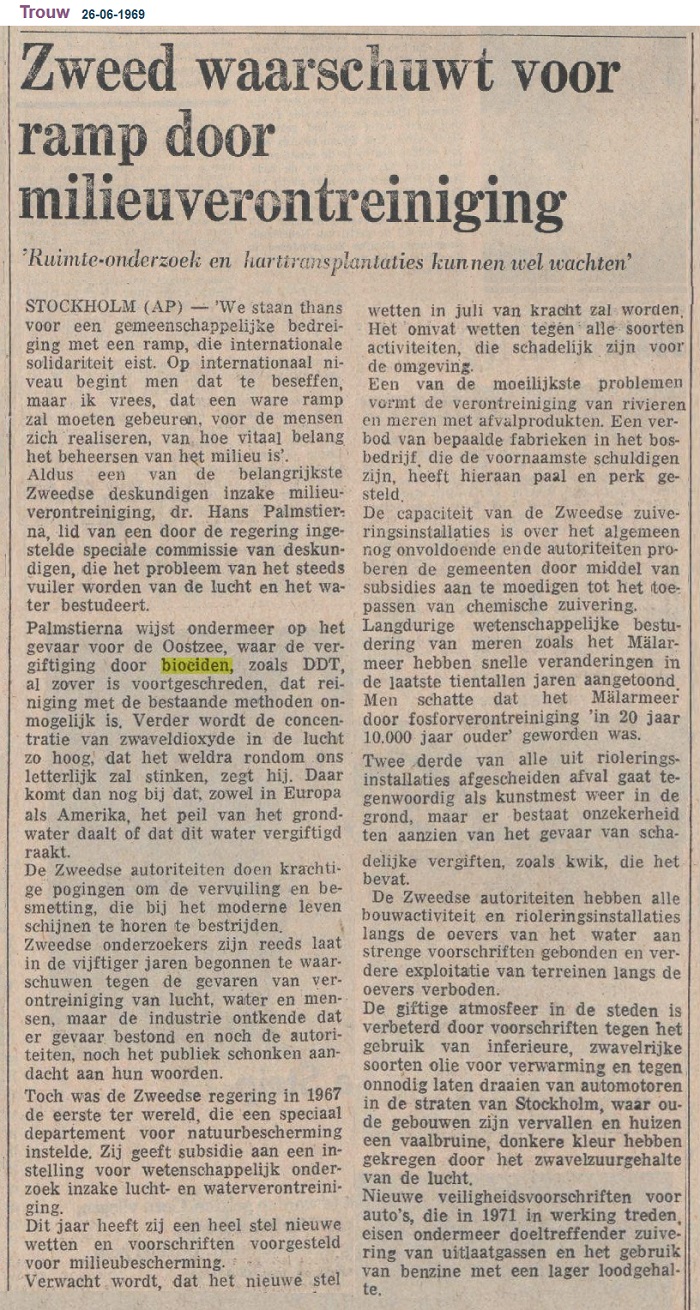 Trouw 26-06-1969
Zweed waarschuwt voor
ramp door
milieuverontreiniging
'Ruimte-onderzoek en harttransplantaties kunnen wel wachten'
STOCKHOLM (AP) — 'We staan thans
voor een gemeenschappelijke bedrei-
ging met een ramp, die internationale
solidariteit eist. Op internationaal ni-
veau begint men dat te beseffen,
maar ik vrees, dat een ware ramp
zal moeten gebeuren, voor de mensen
zich realiseren, van hoe vitaal belang
het beheersen van het milieu is'.
Aldus een van de belangrijkste
Zweedse deskundigen inzake milieu-
verontreiniging, dr. Hans Palmstier-
na, lid van een door de regering inge-
stelde speciale commissie van deskun-
digen, die het probleem van het steeds
vuiler worden van de lucht en het wa-
ter bestudeert.
Palmstierna wijst ondermeer op het
gevaar voor de Oostzee, waar de ver-
giftiging door biociden, zoals DDT,
al zover is voortgeschreden, dat rei-
niging met de bestaande methoden on-
mogelijk is. Verder wordt de concen-
tratie van zwaveldioxyde in de lucht
zo hoog, dat het weldra rondom ons
letterlijk zal stinken, zegt hij. Daar
komt dan nog bij dat, zowel in Europa
als Amerika, het peil van het grond-
water daalt of dat dit water vergiftigd
raakt.
De Zweedse autoriteiten doen krachti-
ge pogingen om de vervuiling en be-
smetting, die bij het moderne leven
schijnen te horen te bestrijden.
Zweedse onderzoekers zijn reeds laat
in de vijftiger jaren begonnen te waar-
schuwen tegen de gevaren van ver-
ontreiniging van lucht, water en men-
sen, maar de industrie ontkende dat
er gevaar bestond en noch de autori-
teiten, noch het publiek schonken aan-
dacht aan hun woorden.
Toch was de Zweedse regering in 1967
de eerste ter wereld, die een speciaal
departement voor natuurbescherming
instelde. Zij geeft subsidie aan een in-
stelling voor wetenschappelijk onder-
zoek inzake lucht- en waterverontreini-
ging.
Dit jaar heeft zij een heel stel nieuwe
wetten en voorschriften voorgesteld
voor milieubescherming.
Verwacht wordt, dat het nieuwe stel
wetten in juli van kracht zal worden.
Het omvat wetten tegen alle soorten
activiteiten, die schadelijk zijn voor
de omgeving.
Een van de moeilijkste problemen
vormt de verontreiniging van rivieren
en meren met afvalprodukten. Een ver-
bod van bepaalde fabrieken in het bos-
bedrijf, die de voornaamste schuldigen
zijn, heeft hieraan paal en perk ge-
steld.
De capaciteit van de Zweedse zuive-
ringsinstallaties is over het algemeen
nog onvoldoende en de autoriteiten pro-
beren de gemeenten door middel van
subsidies aan te moedigen tot het toe-
passen van chemische zuivering.
Langdurige wetenschappelijke bestu-
dering van meren zoals het Mälar-
meer hebben snelle veranderingen in
de laatste tientallen jaren aangetoond.
Men schatte dat het Mälarmeer
door fosforverontreiniging 'in 20 jaar
10.000 jaar ouder' geworden was.
Twee derde van alle uit riolerings-
installaties afgescheiden afval gaat te-
genwoordig als kunstmest weer in de
grond, maar er bestaat onzekerheid
ten aanzien van het gevaar van scha-
delijke vergiften, zoals kwik, die het
bevat.
De Zweedse autoriteiten hebben alle
bouwactiviteit en rioleringsinstallaties
langs de oevers van het water aan
strenge voorschriften gebonden en ver-
dere exploitatie van terreinen langs de
oevers verboden.
De giftige atmosfeer in de steden is
verbeterd door voorschriften tegen het
gebruik van inferieure, zwavelrijke
soorten olie voor verwarming en tegen
onnodig laten draaien van automotoren
in de straten van Stockholm, waar ou-
de gebouwen zijn vervallen en huizen
een vaalbruine, donkere kleur hebben
gekregen door het zwavelzuurgehalte
van de lucht.
Nieuwe veiligheidsvoorschriften voor
auto's, die in 1971 in werking treden,
eisen ondermeer doeltreffender zuive-
ring van uitlaatgassen en het gebruik
van benzine met een lager loodgehal-
te.